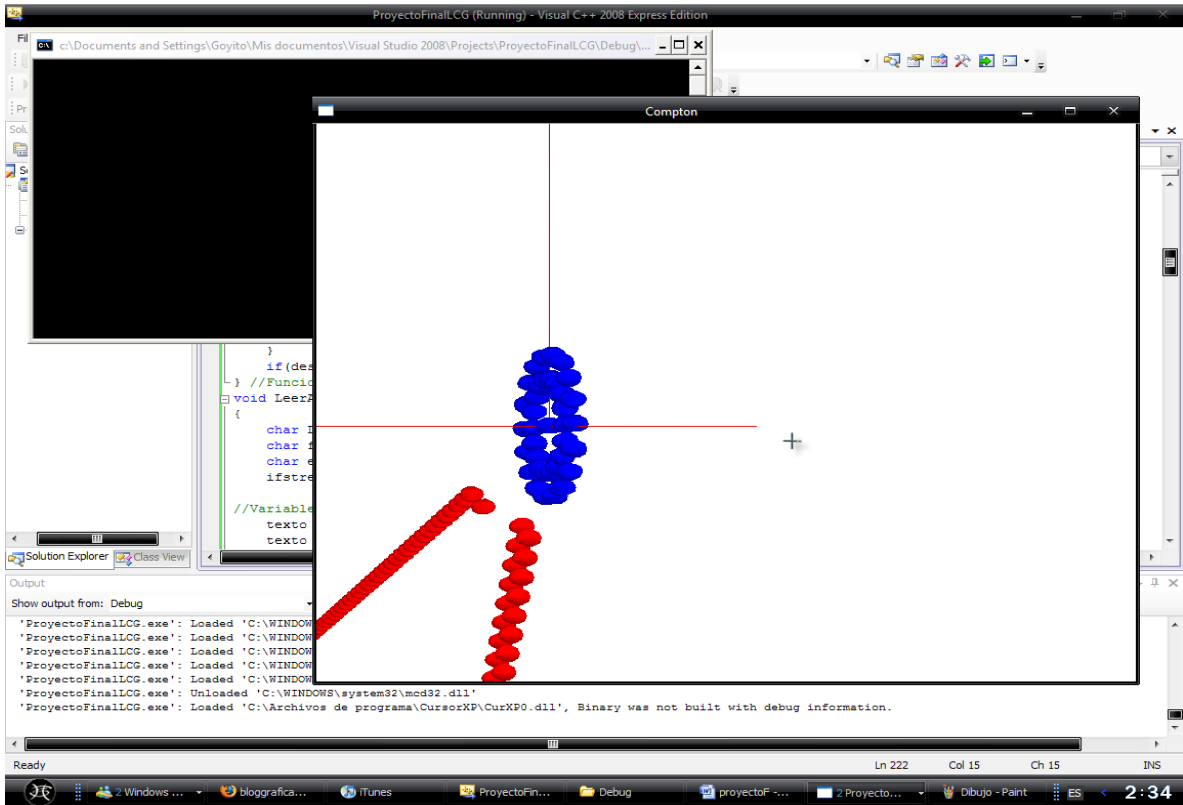 ProyectoFinalLCG (Running) - Visual C++ 2008 Express Edition
Fil
c:\Documents and Settings\Goyito\Mis documentos\Visual Studio 2008\Projects\ProyectoFinalLCG\Debug\...
Compton
Pr
Solu
So
}
if(des
} //Funcio
void LeerA
{
char
char f
char e
ifstre
//Variable
texto
texto
Solution Explorer
Class View
Output
Show output from: Debug
'ProyectoFinalLCG.exe': Loaded 'C:\WINDOW
'ProyectoFinalLCG.exe': Loaded 'C:\WINDOW
'ProyectoFinalLCG.exe': Loaded 'C:\WINDOW
'ProyectoFinalLCG.exe': Loaded 'C:\WINDOW
'ProyectoFinalLCG.exe': Loaded 'C:\WINDOW
'ProyectoFinalLCG.exe': Unloaded 'C:\WINDOWS\system32\mcd32.dll'
'ProyectoFinalLCG.exe': Loaded 'C:\Archivos de programa\CursorXP\CurXP0.dll', Binary was not built with debug information.
Ready Ln 222 Col 15 Ch 15 INS
2 Windows ... bloggrafica... iTunes ProyectoFin... Debug proyectoF -... 2 Proyecto... Dibujo - Paint ES 2:34